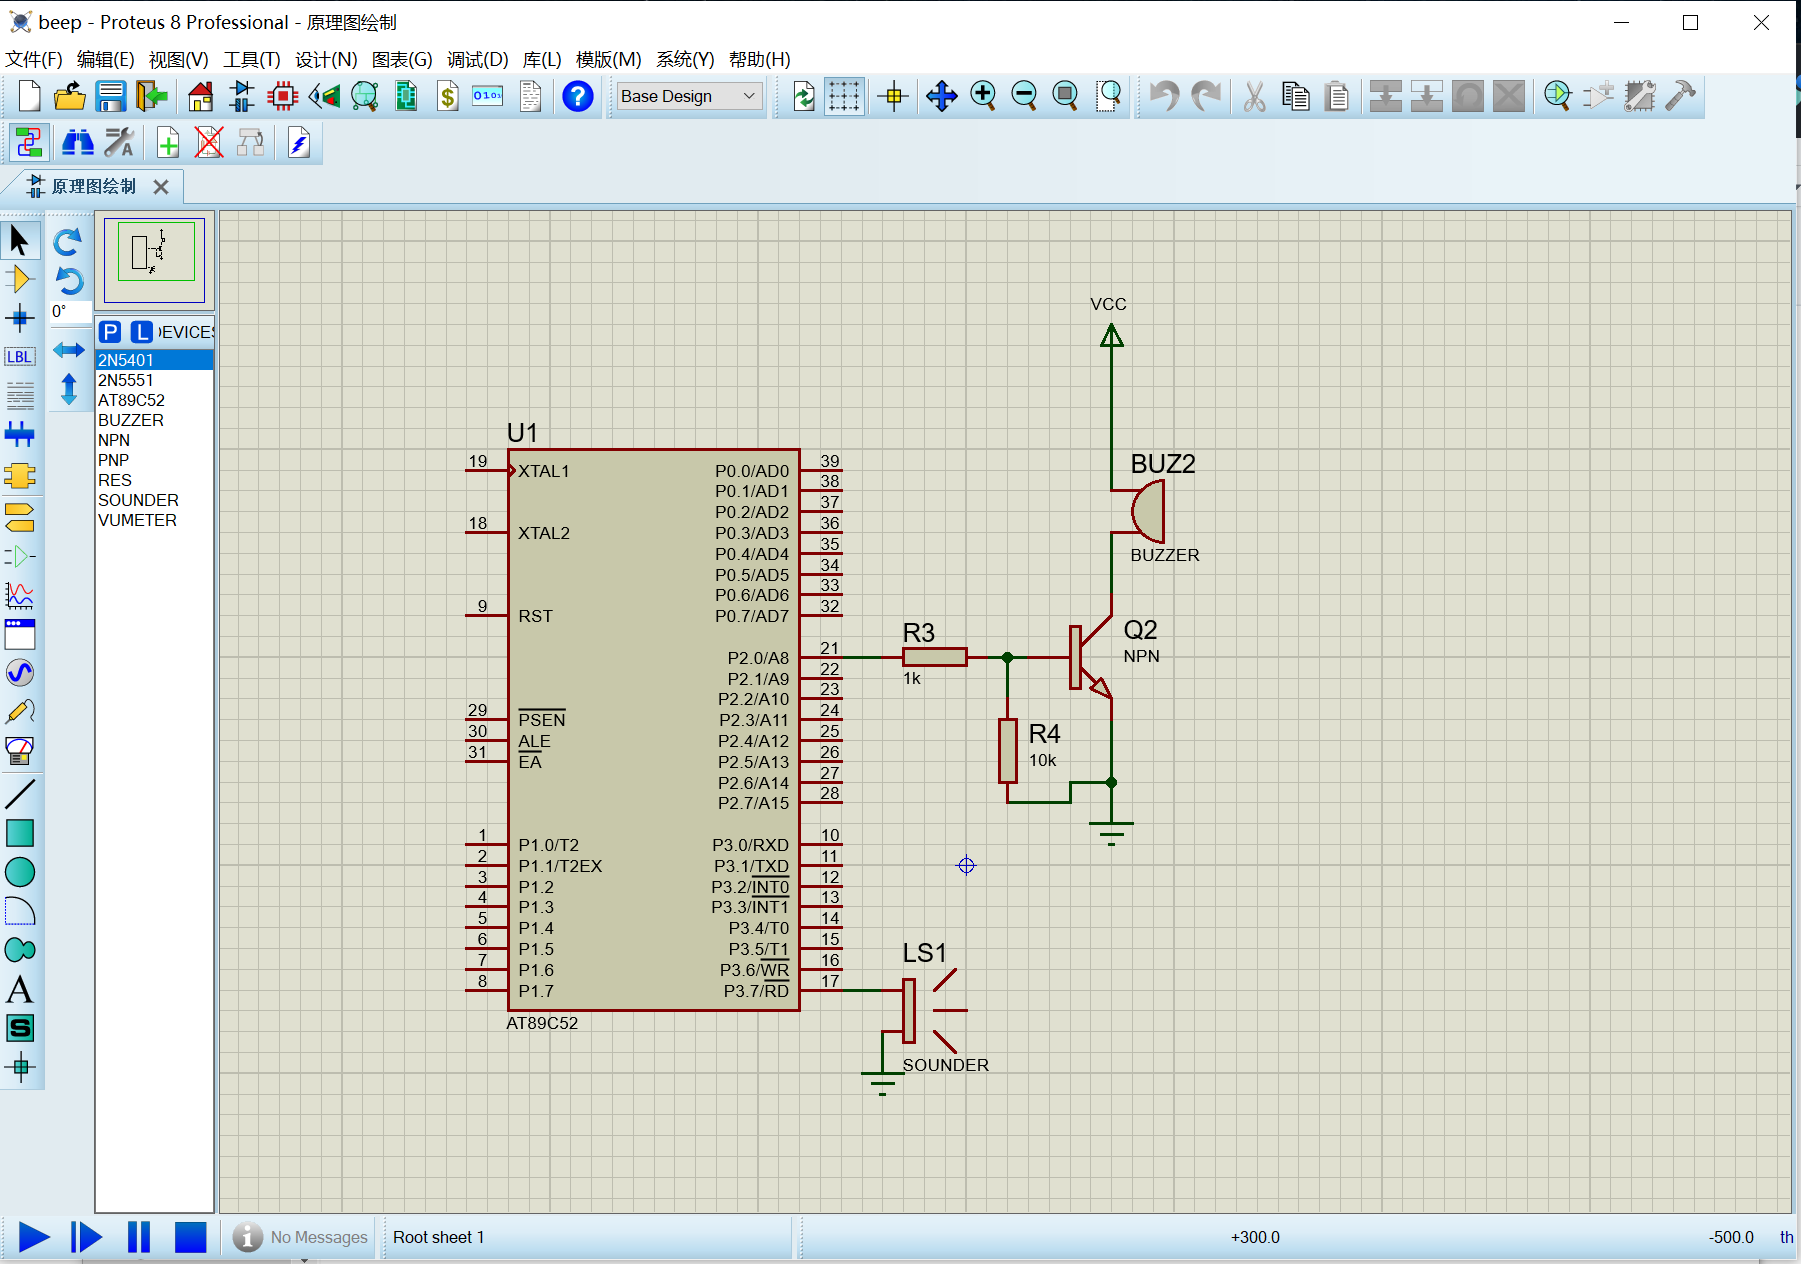 beep - Proteus 8 Professional - 原理图绘制
文件(F) 编辑(E) 视图(V) 工具(T) 设计(N) 图表(G) 调试(D) 库(L) 模版(M) 系统(Y) 帮助(H)
Base Design
原理图绘制
0°
LBL
P L DEVICES
2N5401
2N5551
AT89C52
BUZZER
NPN
PNP
RES
SOUNDER
VUMETER
A
S
VCC
BUZ2
BUZZER
U1
19 XTAL1
18 XTAL2
9 RST
29 PSEN
30 ALE
31 EA
1 P1.0/T2
2 P1.1/T2EX
3 P1.2
4 P1.3
5 P1.4
6 P1.5
7 P1.6
8 P1.7
P0.0/AD0 39
P0.1/AD1 38
P0.2/AD2 37
P0.3/AD3 36
P0.4/AD4 35
P0.5/AD5 34
P0.6/AD6 33
P0.7/AD7 32
P2.0/A8 21
P2.1/A9 22
P2.2/A10 23
P2.3/A11 24
P2.4/A12 25
P2.5/A13 26
P2.6/A14 27
P2.7/A15 28
P3.0/RXD 10
P3.1/TXD 11
P3.2/INT0 12
P3.3/INT1 13
P3.4/T0 14
P3.5/T1 15
P3.6/WR 16
P3.7/RD 17
AT89C52
R3
1k
Q2
NPN
R4
10k
LS1
SOUNDER
No Messages
Root sheet 1
+300.0
-500.0
th